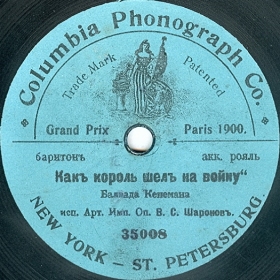 Columbia Phonograph Co.
Trade Mark Patented
Grand Prix Paris 1900.
баритонъ акк. рояль
Какъ король шелъ на войну“
Баллада Кенемана
исп. Арт. Имп. Оп. В. С. Шароновъ.
35008
NEW YORK – ST. PETERSBURG.